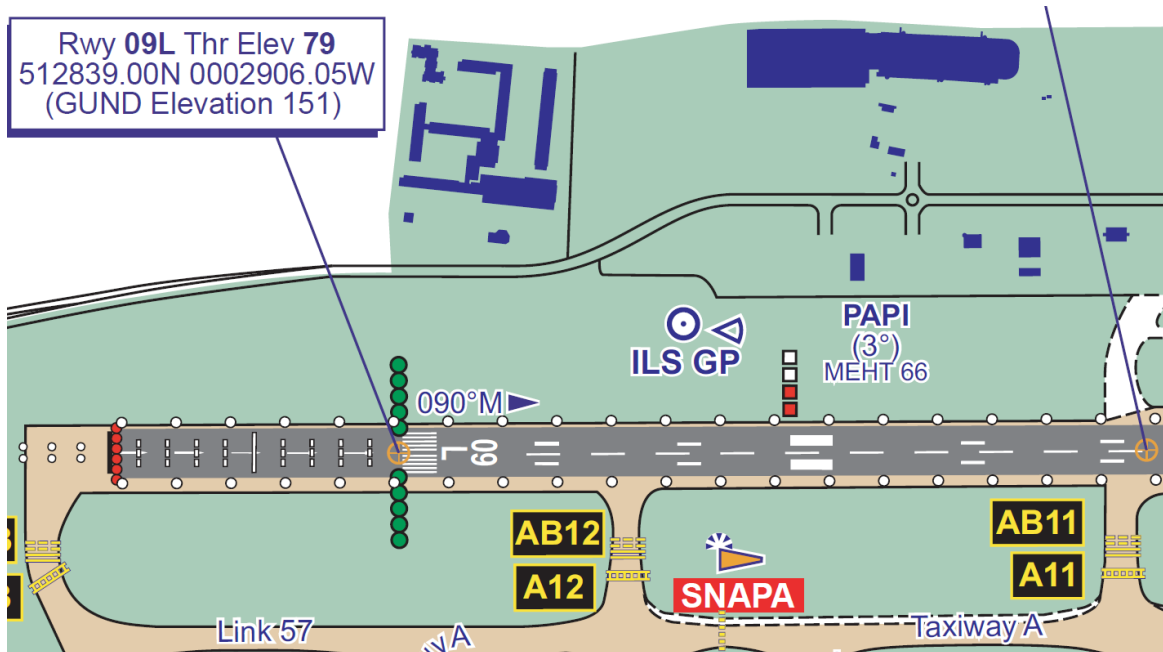 Rwy 09L Thr Elev 79
512839.00N 0002906.05W
(GUND Elevation 151)
ILS GP
PAPI
(3°)
MEHT 66
090°M
09
L
AB12
A12
AB11
A11
SNAPA
Link 57
Taxiway A